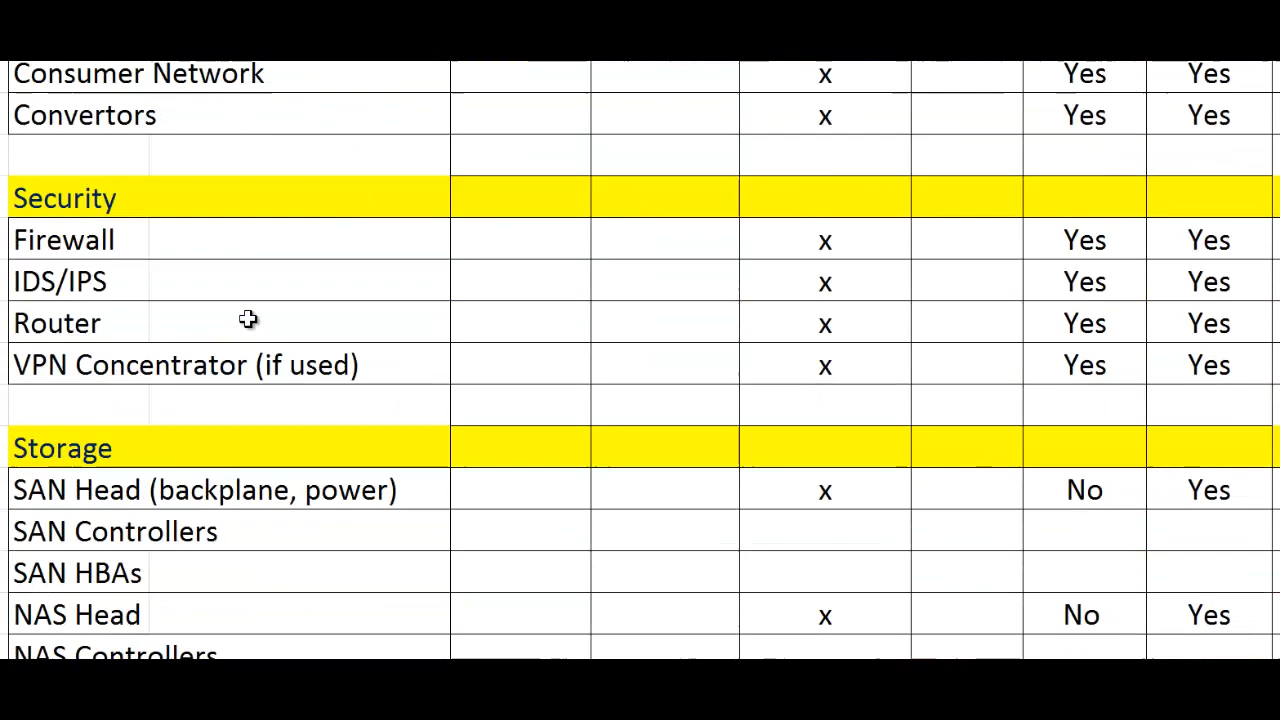 Consumer Network x Yes Yes
Convertors x Yes Yes
Security
Firewall x Yes Yes
IDS/IPS x Yes Yes
Router x Yes Yes
VPN Concentrator (if used) x Yes Yes
Storage
SAN Head (backplane, power) x No Yes
SAN Controllers
SAN HBAs
NAS Head x No Yes
NAS Controllers